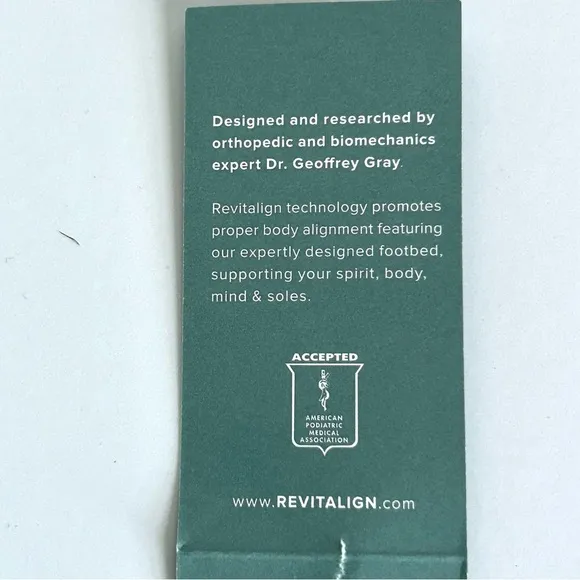 Designed and researched by
orthopedic and biomechanics
expert Dr. Geoffrey Gray.
Revitalign technology promotes
proper body alignment featuring
our expertly designed footbed,
supporting your spirit, body,
mind & soles.
ACCEPTED
AMERICAN
PODIATRIC
MEDICAL
ASSOCIATION
www.REVITALIGN.com